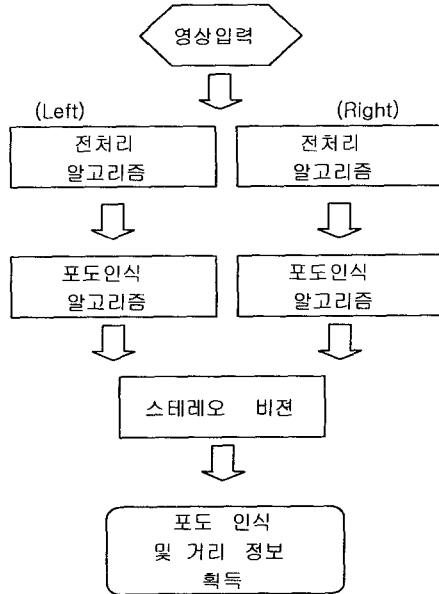 영상입력
(Left)
(Right)
전처리
알고리즘
전처리
알고리즘
포도인식
알고리즘
포도인식
알고리즘
스테레오 비젼
포도 인식
및 거리 정보
획득